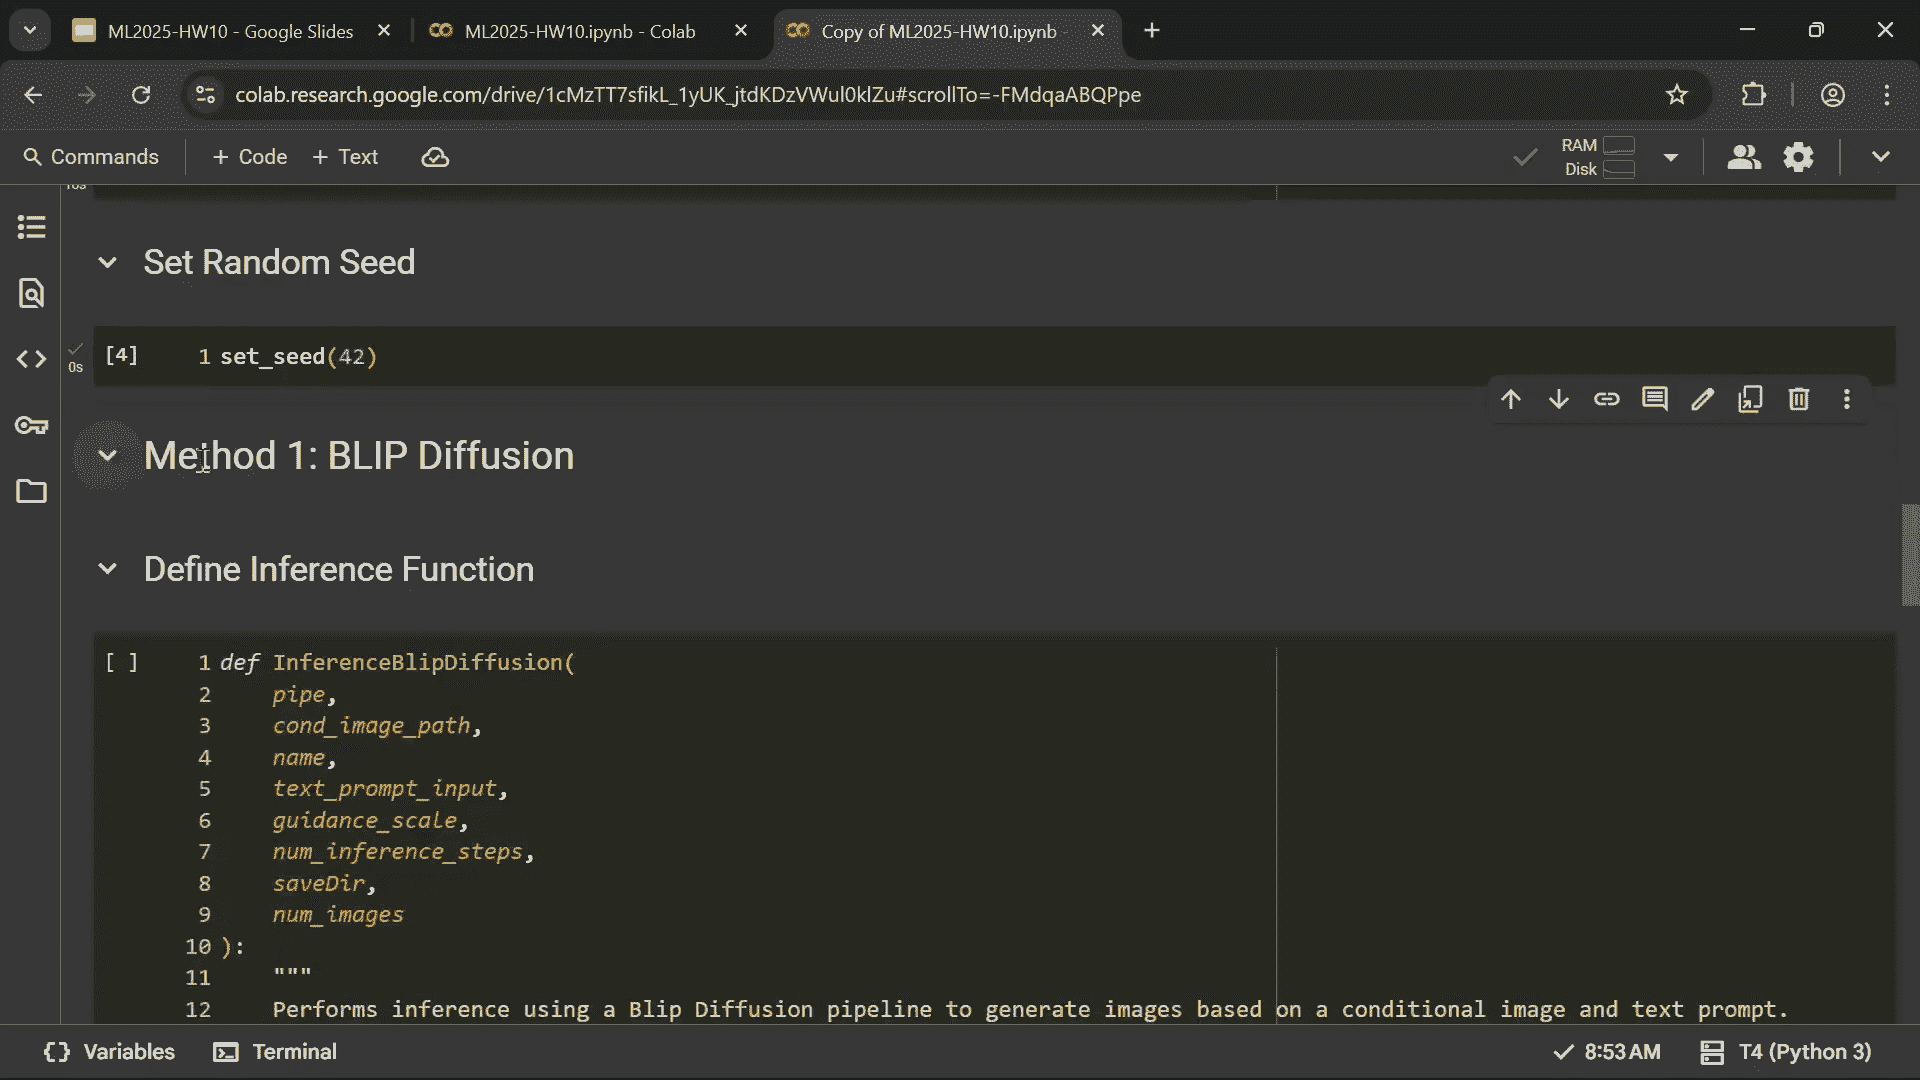 ML2025-HW10 - Google Slides
ML2025-HW10.ipynb - Colab
Copy of ML2025-HW10.ipynb -
colab.research.google.com/drive/1cMzTT7sfikL_1yUK_jtdKDzVWul0klZu#scrollTo=-FMdqaABQPpe
Commands
+ Code
+ Text
RAM
Disk
Set Random Seed
0s
[4]
1 set_seed(42)
Method 1: BLIP Diffusion
Define Inference Function
[ ]
1 def InferenceBlipDiffusion(
2 pipe,
3 cond_image_path,
4 name,
5 text_prompt_input,
6 guidance_scale,
7 num_inference_steps,
8 saveDir,
9 num_images
10 ):
11 """
12 Performs inference using a Blip Diffusion pipeline to generate images based on a conditional image and text prompt.
{} Variables
Terminal
8:53 AM
T4 (Python 3)